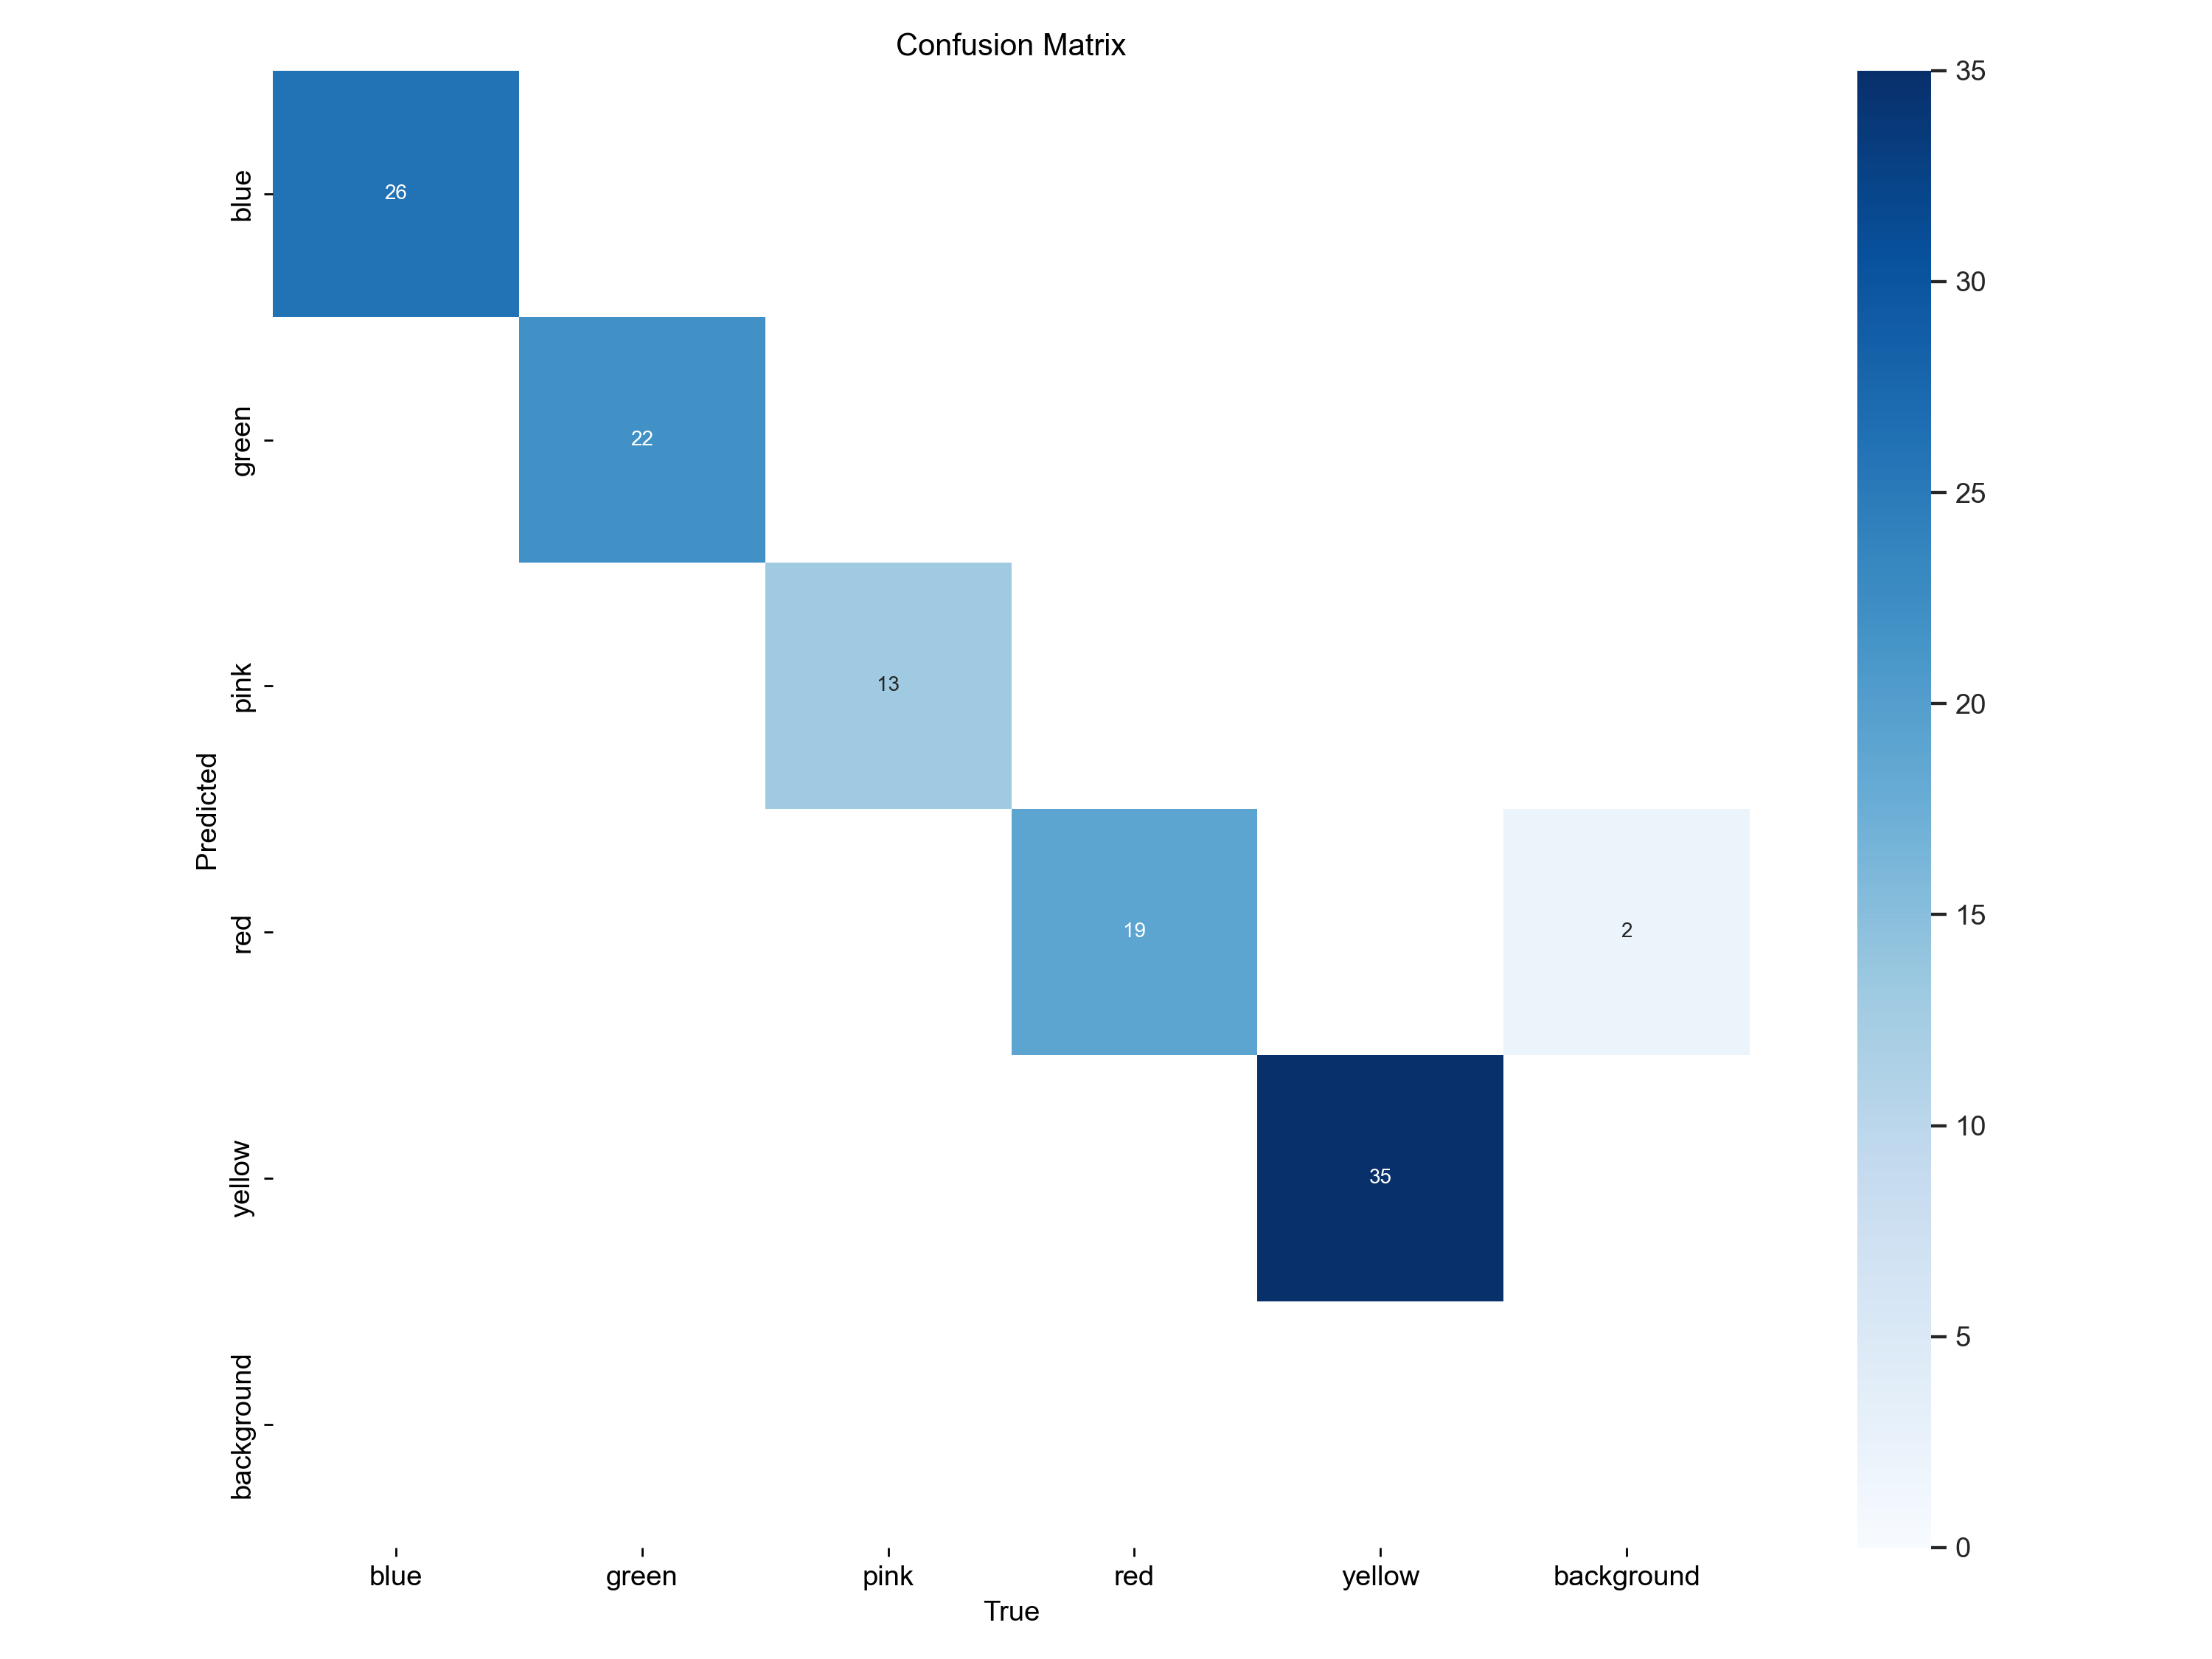 Confusion Matrix
35
30
25
20
15
10
5
0
Predicted
blue
green
pink
red
yellow
background
26
22
13
19
2
35
blue
green
pink
red
yellow
background
True